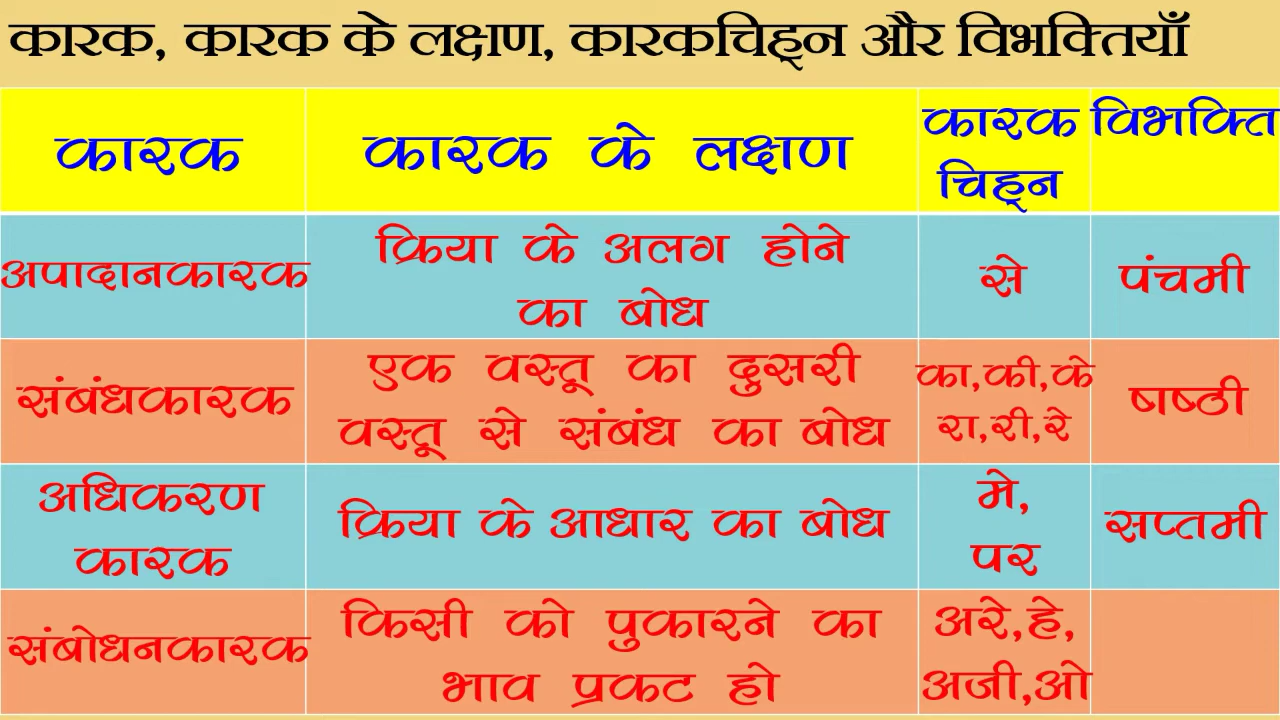 कारक, कारक के लक्षण, कारकचिह्न और विभक्तियाँ
कारक
कारक के लक्षण
कारक
चिह्न
विभक्ति
अपादानकारक
क्रिया के अलग होने
का बोध
से
पंचमी
संबंधकारक
एक वस्तू का दुसरी
वस्तू से संबंध का बोध
का,की,के
रा,री,रे
षाष्ठी
अधिकरण
कारक
क्रिया के आधार का बोध
मे,
पर
सप्तमी
संबोधनकारक
किसी को पुकारने का
भाव प्रकट हो
अरे,हे,
अजी,ओ